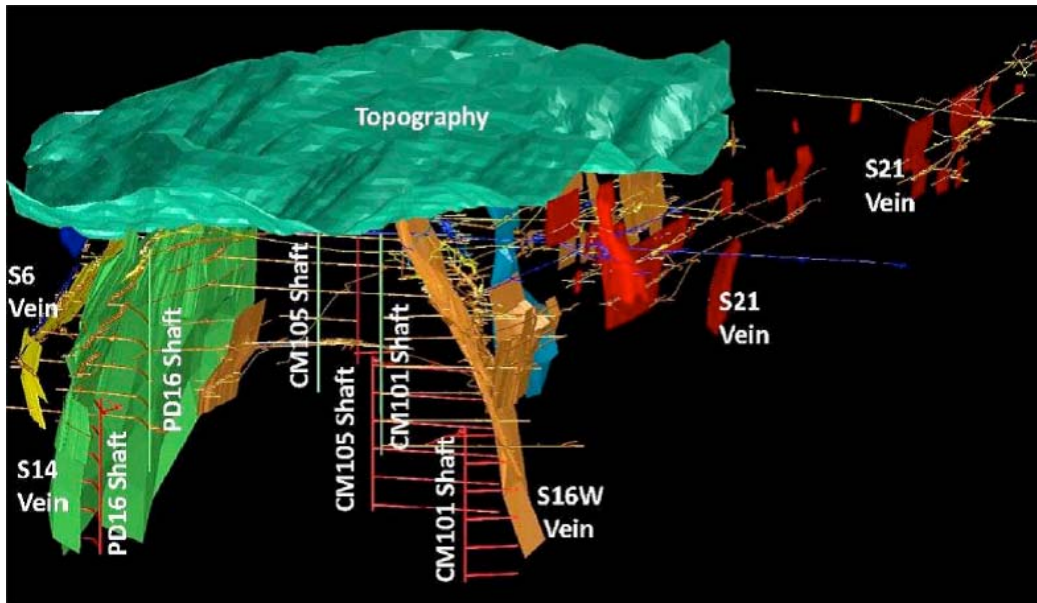 Topography
S21
Vein
S6
Vein
S21
Vein
CM105 Shaft
PD16 Shaft
CM101 Shaft
CM105 Shaft
S14
Vein
PD16 Shaft
CM101 Shaft
S16W
Vein